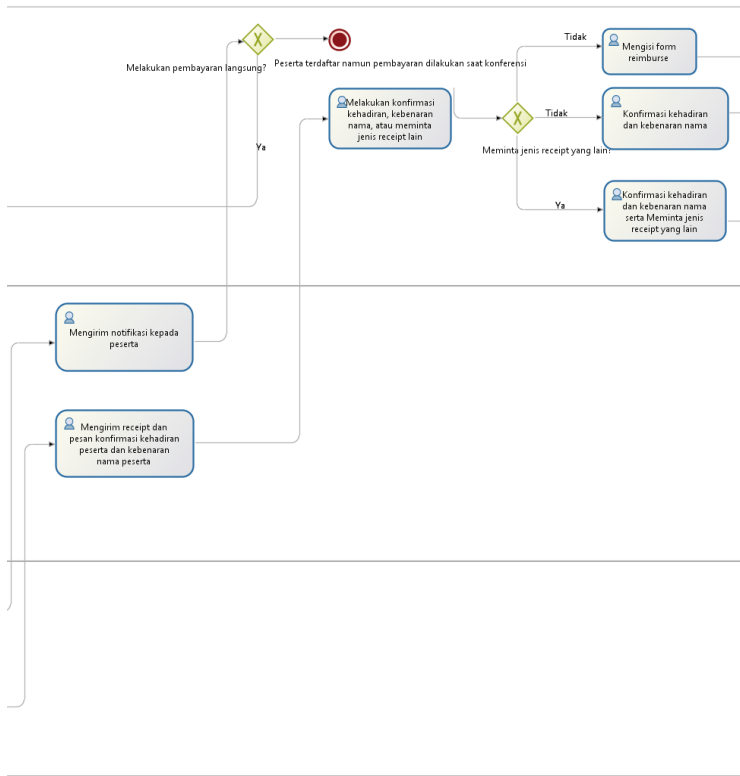 Melakukan pembayaran langsung?
Peserta terdaftar namun pembayaran dilakukan saat konferensi
Ya
Melakukan konfirmasi
kehadiran, kebenaran
nama, atau meminta
jenis receipt lain
Meminta jenis receipt yang lain?
Tidak
Mengisi form
reimburse
Tidak
Konfirmasi kehadiran
dan kebenaran nama
Ya
Konfirmasi kehadiran
dan kebenaran nama
serta Meminta jenis
receipt yang lain
Mengirim notifikasi kepada
peserta
Mengirim receipt dan
pesan konfirmasi kehadiran
peserta dan kebenaran
nama peserta